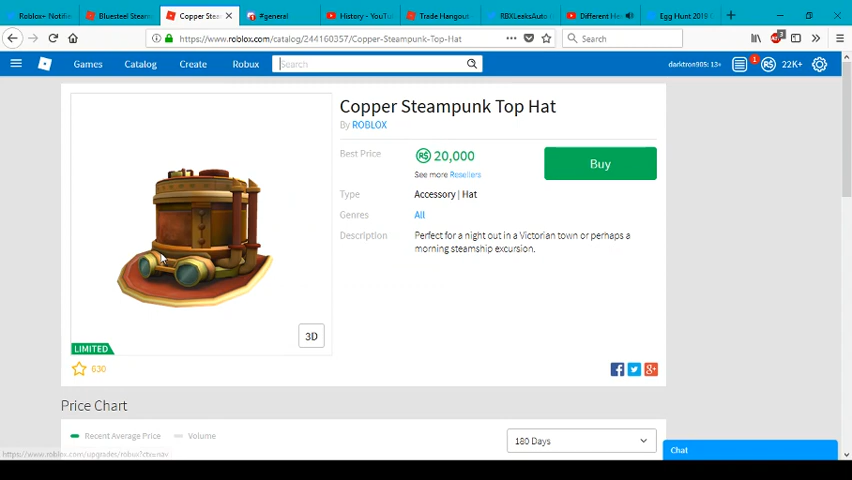 Roblox+ Notifi
Bluesteel Steam
Copper Stea
#general
History - YouTu
Trade Hangout
RBXLeaksAuto
Different He
Egg Hunt 2019
https://www.roblox.com/catalog/244160357/Copper-Steampunk-Top-Hat
Search
3
Games
Catalog
Create
Robux
Search
darktron905: 13+
1
R$
22K+
Copper Steampunk Top Hat
By ROBLOX
Best Price
R$ 20,000
Buy
See more Resellers
Type
Accessory | Hat
Genres
All
Description
Perfect for a night out in a Victorian town or perhaps a
morning steamship excursion.
3D
LIMITED
630
Price Chart
Recent Average Price
Volume
180 Days
Chat